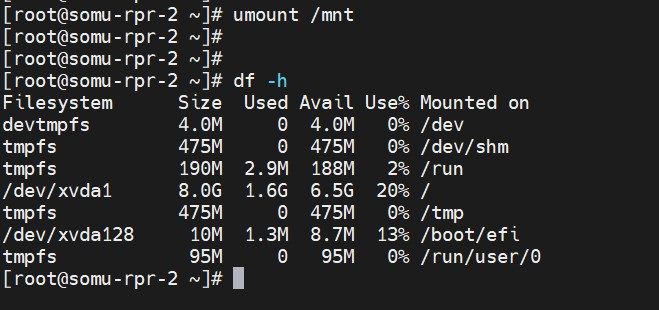 [root@somu-rpr-2 ~]# umount /mnt
[root@somu-rpr-2 ~]#
[root@somu-rpr-2 ~]#
[root@somu-rpr-2 ~]# df -h
Filesystem      Size  Used Avail Use% Mounted on
devtmpfs        4.0M     0  4.0M   0% /dev
tmpfs           475M     0  475M   0% /dev/shm
tmpfs           190M  2.9M  188M   2% /run
/dev/xvda1      8.0G  1.6G  6.5G  20% /
tmpfs           475M     0  475M   0% /tmp
/dev/xvda128     10M  1.3M  8.7M  13% /boot/efi
tmpfs            95M     0   95M   0% /run/user/0
[root@somu-rpr-2 ~]#